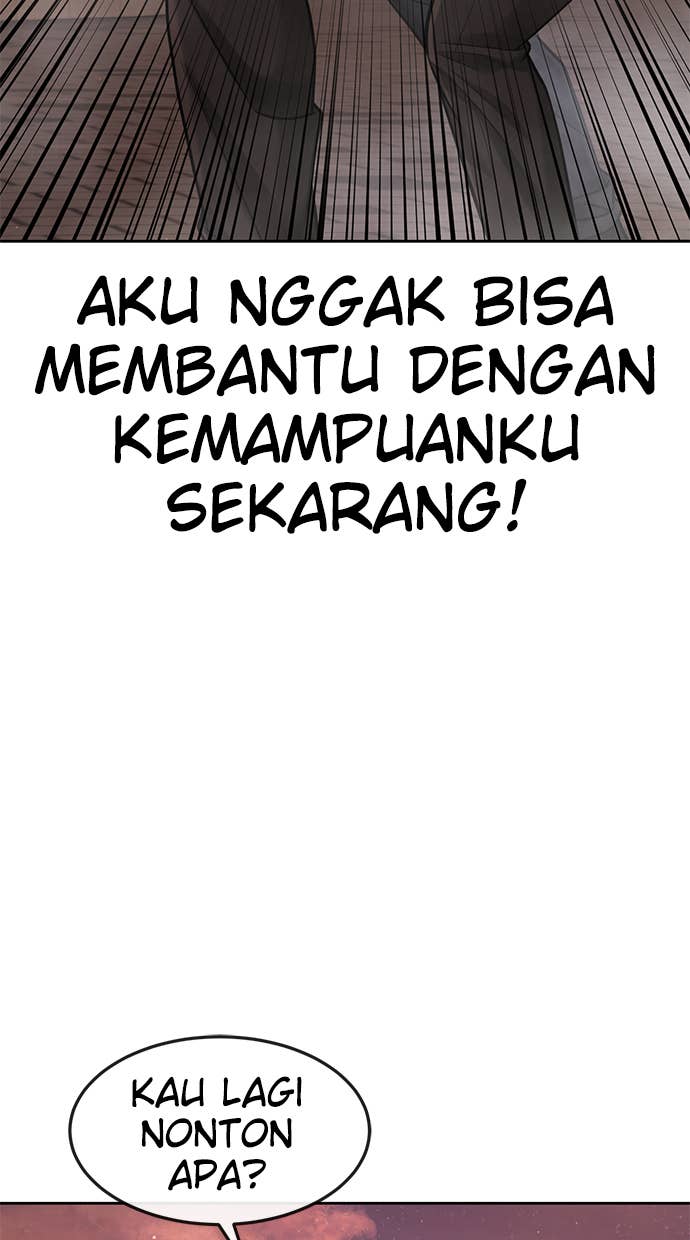 AKU NGGAK BISA
MEMBANTU DENGAN
KEMAMPUANKU
SEKARANG!
KAU LAGI
NONTON
APA?